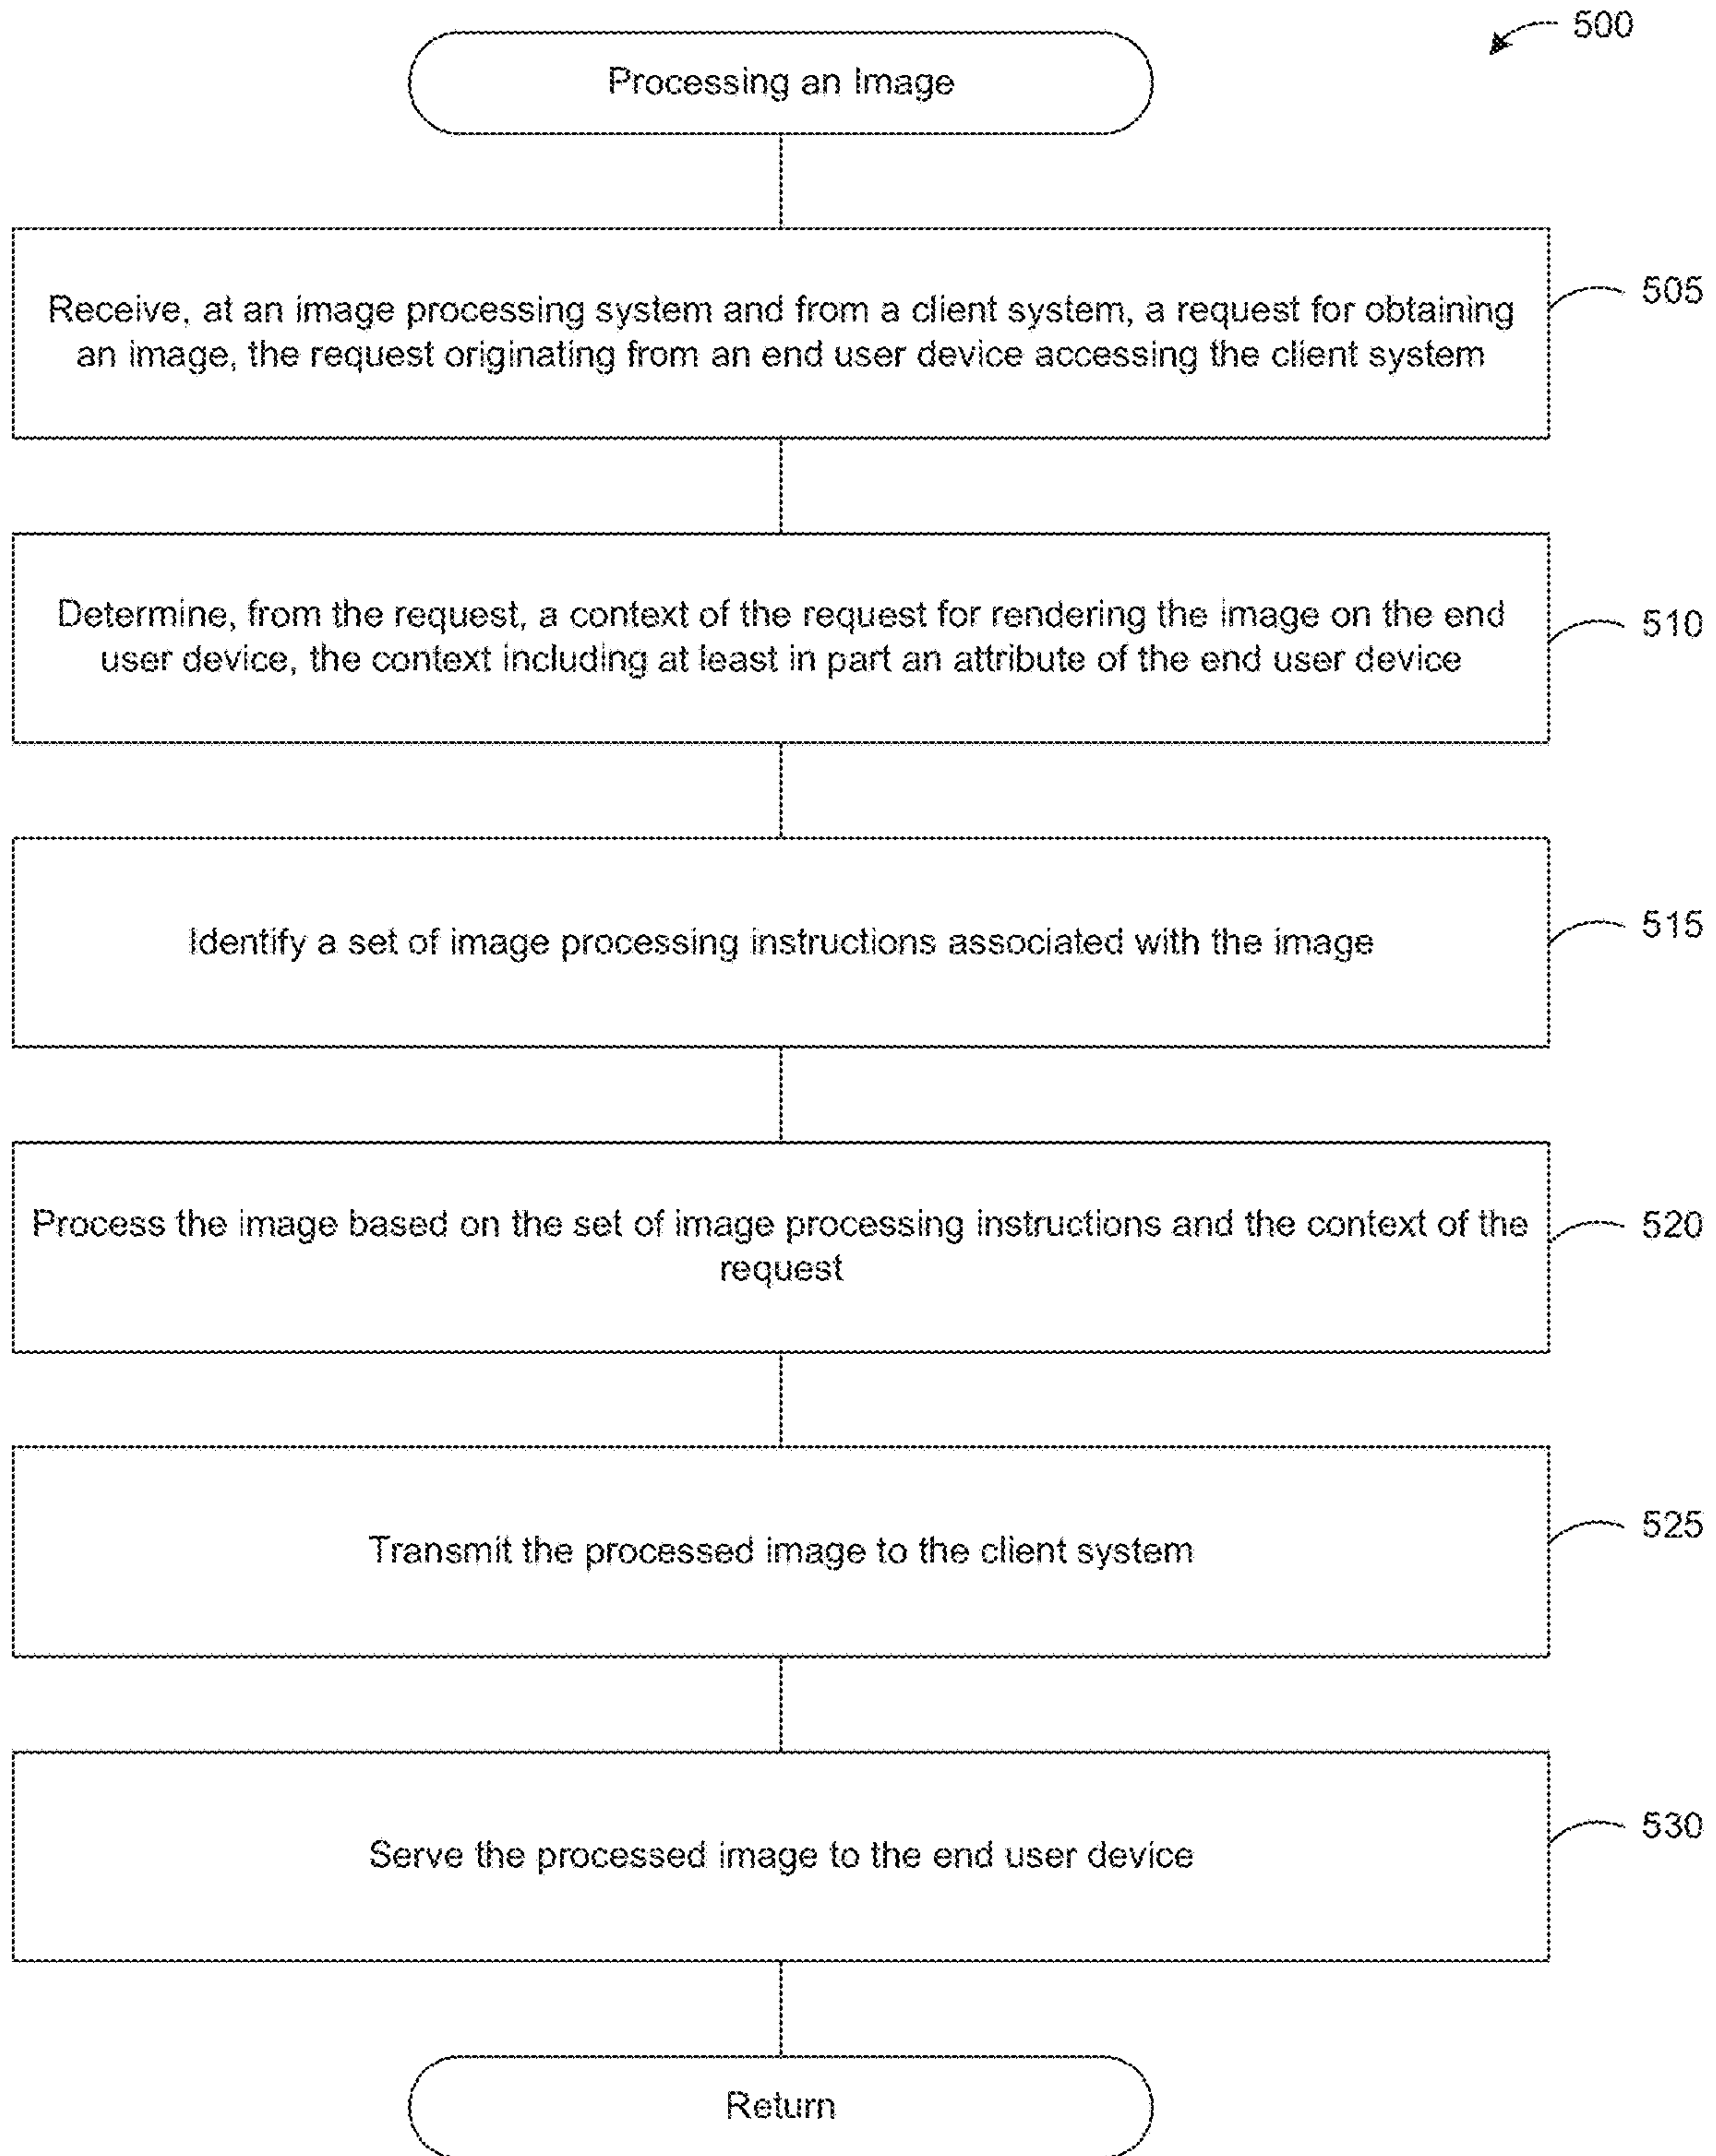 500
Processing an Image
Receive, at an image processing system and from a client system, a request for obtaining
an image, the request originating from an end user device accessing the client system
505
Determine, from the request, a context of the request for rendering the image on the end
user device, the context including at least in part an attribute of the end user device
510
Identify a set of image processing instructions associated with the image
515
Process the image based on the set of image processing instructions and the context of the
request
520
Transmit the processed image to the client system
525
Serve the processed image to the end user device
530
Return